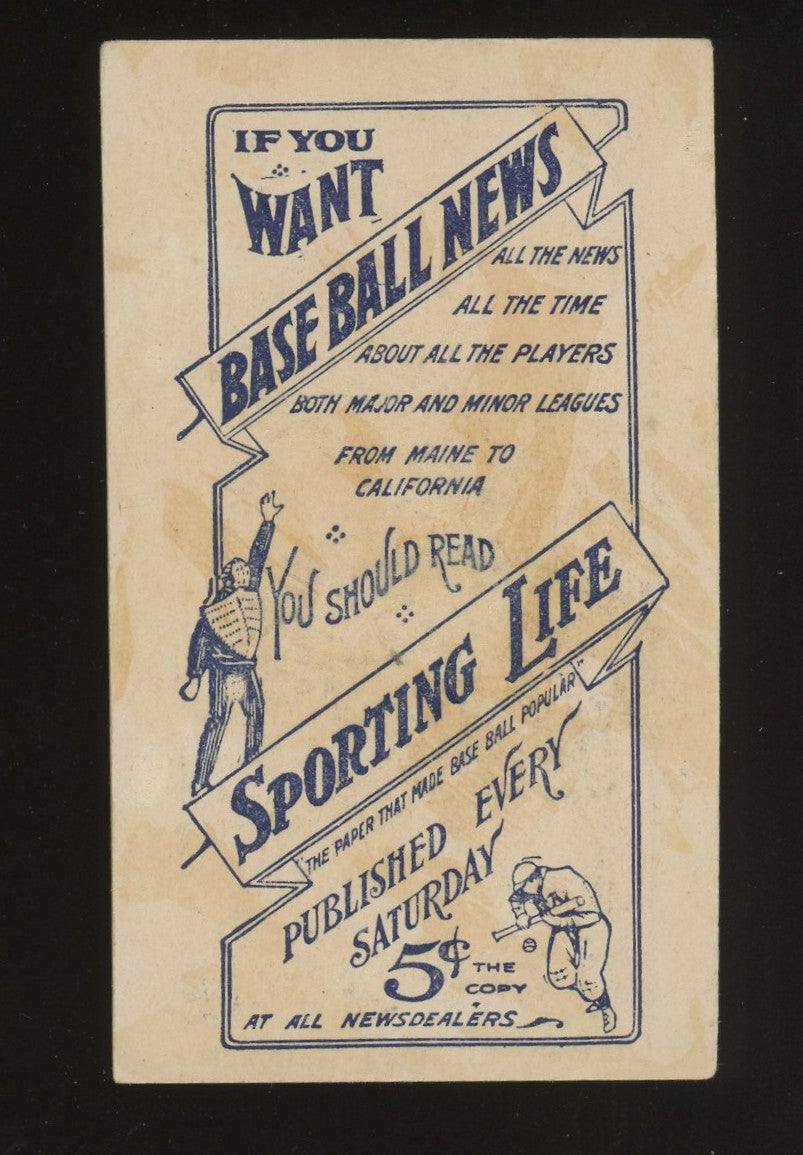 IF YOU
WANT
BASE BALL NEWS
ALL THE NEWS
ALL THE TIME
ABOUT ALL THE PLAYERS
BOTH MAJOR AND MINOR LEAGUES
FROM MAINE TO
CALIFORNIA
YOU SHOULD READ
SPORTING LIFE
"THE PAPER THAT MADE BASE BALL POPULAR"
PUBLISHED EVERY
SATURDAY
5¢ THE
COPY
AT ALL NEWSDEALERS